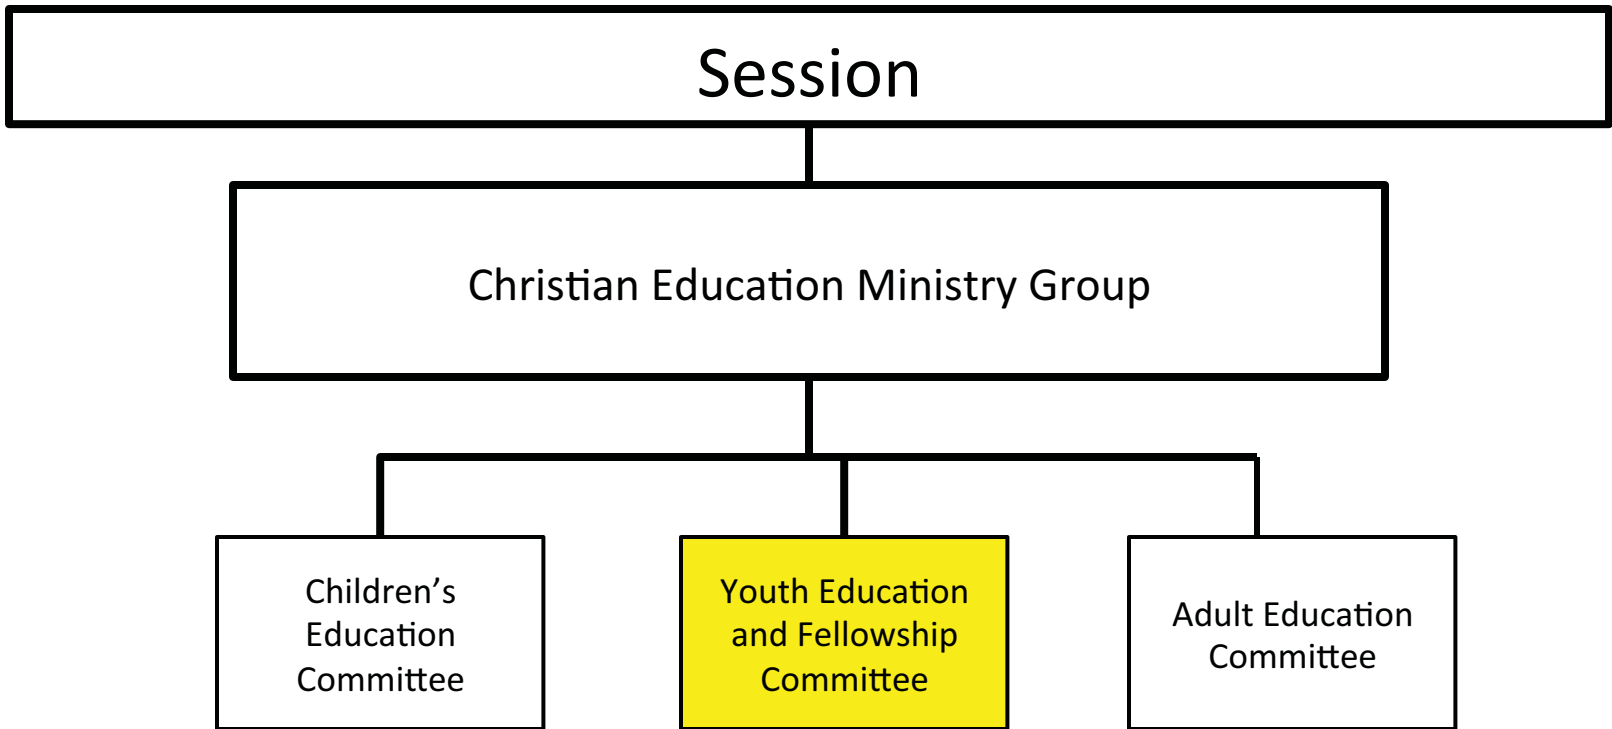 Session
Christian Education Ministry Group
Children’s
Education
Committee
Youth Education
and Fellowship
Committee
Adult Education
Committee